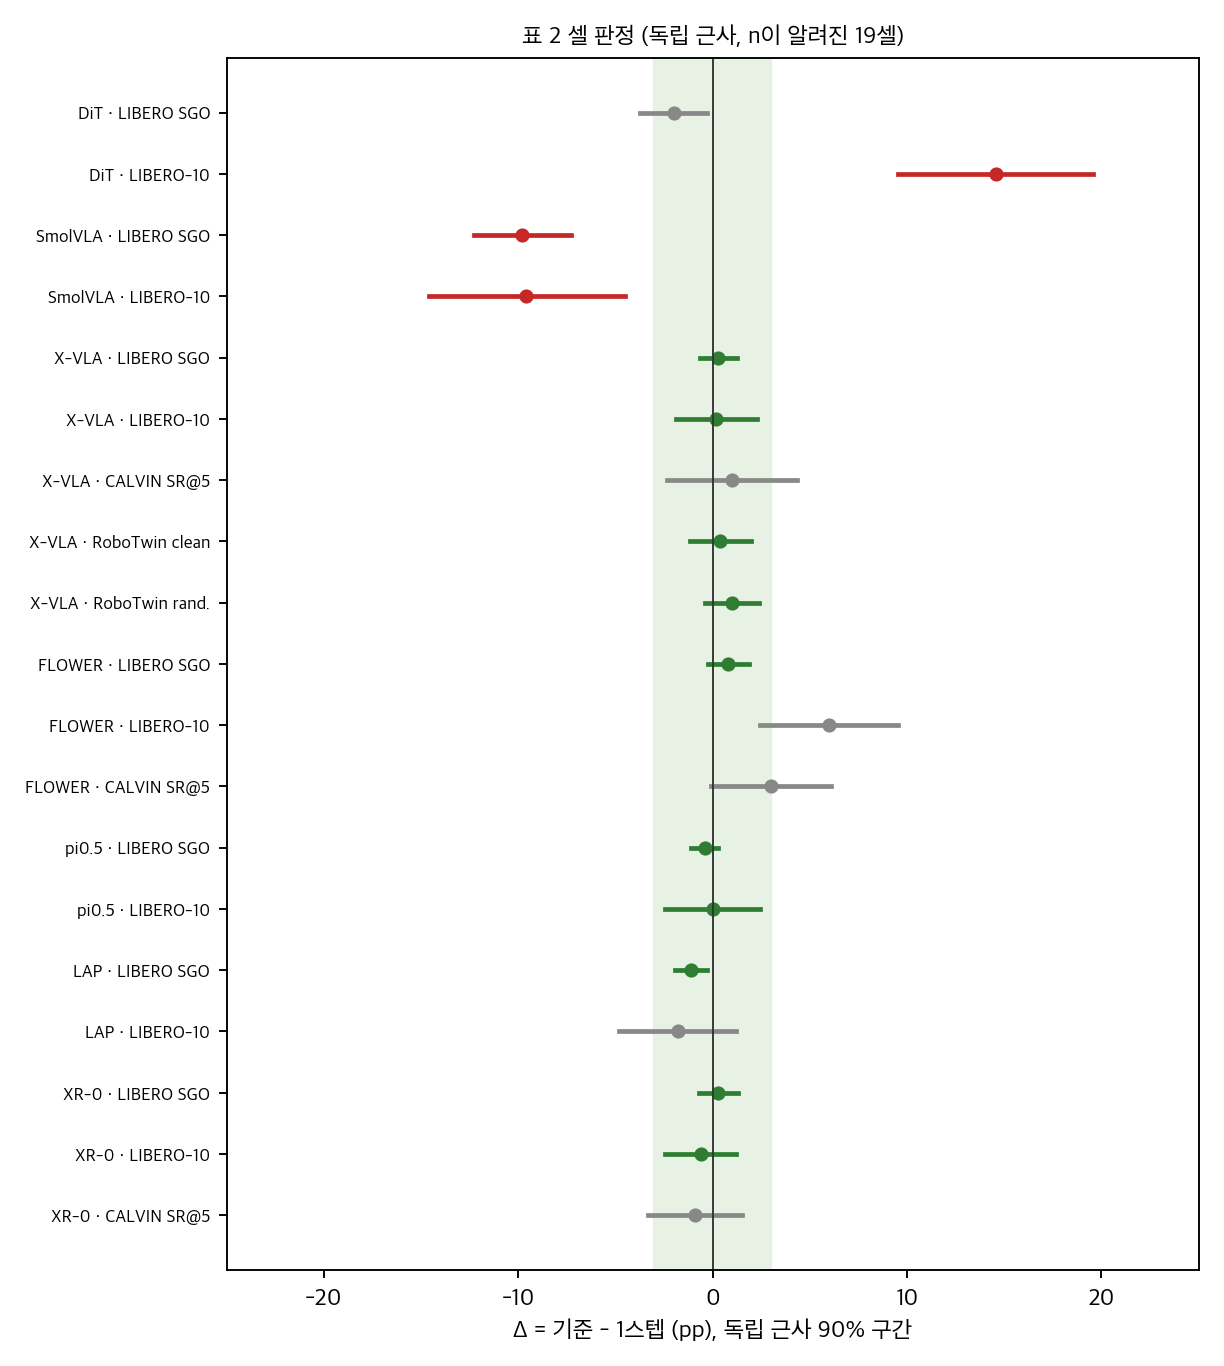 표 2 셀 판정 (독립 근사, n이 알려진 19셀)
DiT · LIBERO SGO
DiT · LIBERO-10
SmolVLA · LIBERO SGO
SmolVLA · LIBERO-10
X-VLA · LIBERO SGO
X-VLA · LIBERO-10
X-VLA · CALVIN SR@5
X-VLA · RoboTwin clean
X-VLA · RoboTwin rand.
FLOWER · LIBERO SGO
FLOWER · LIBERO-10
FLOWER · CALVIN SR@5
pi0.5 · LIBERO SGO
pi0.5 · LIBERO-10
LAP · LIBERO SGO
LAP · LIBERO-10
XR-0 · LIBERO SGO
XR-0 · LIBERO-10
XR-0 · CALVIN SR@5
-20 -10 0 10 20
Δ = 기준 - 1스텝 (pp), 독립 근사 90% 구간